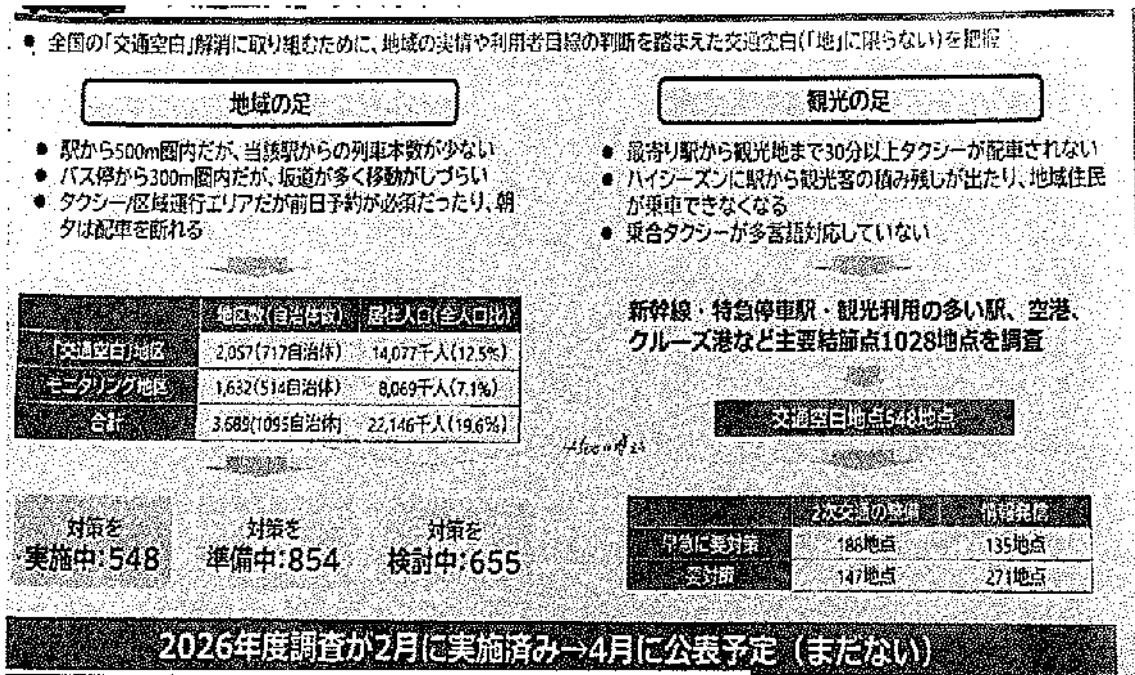 ● 全国の「交通空白」解消に取り組むために、地域の実情や利用者目線の判断を踏まえた交通空白(「地」に限らない)を把握
地域の足
● 駅から500m圏内だが、当該駅からの列車本数が少ない
● バス停から300m圏内だが、坂道が多く移動がしづらい
● タクシー/区域運行エリアだが前日予約が必須だったり、朝
夕は配車を断れる
地区数(自治体数) 居住人口(全人口比)
「交通空白」地区 2,057(717自治体) 14,077千人(12.5%)
モニタリング地区 1,632(514自治体) 8,069千人(7.1%)
合計 3,689(1095自治体) 22,146千人(19.6%)
対策を
実施中:548
対策を
準備中:854
対策を
検討中:655
観光の足
● 最寄り駅から観光地まで30分以上タクシーが配車されない
● ハイシーズンに駅から観光客の積み残しが出たり、地域住民
が乗車できなくなる
● 乗合タクシーが多言語対応していない
新幹線・特急停車駅・観光利用の多い駅、空港、
クルーズ港など主要結節点1028地点を調査
交通空白地点548地点
2次交通の整備 情報発信
早急に要対策 188地点 135地点
要対策 147地点 271地点
2026年度調査が2月に実施済み→4月に公表予定（まだない）